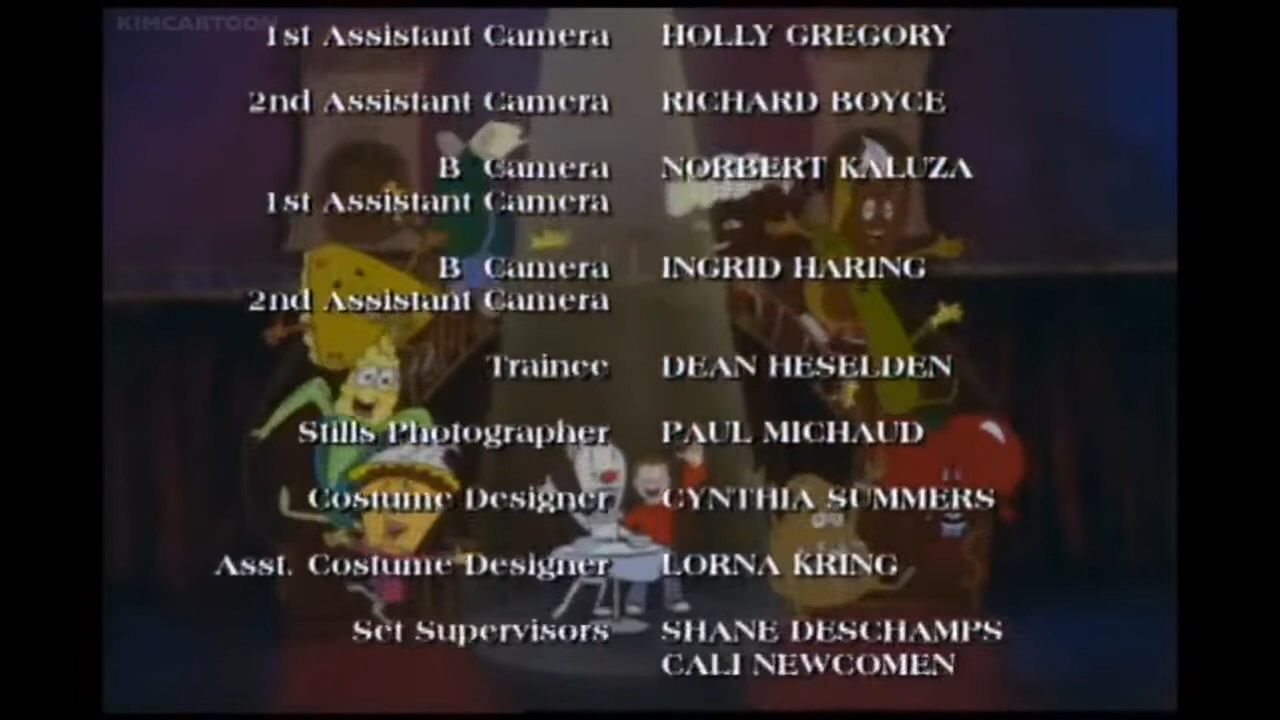 KIMCARTOON
1st Assistant Camera HOLLY GREGORY
2nd Assistant Camera RICHARD BOYCE
B Camera NORBERT KALUZA
1st Assistant Camera
B Camera INGRID HARING
2nd Assistant Camera
Trainee DEAN HESELDEN
Stills Photographer PAUL MICHAUD
Costume Designer CYNTHIA SUMMERS
Asst. Costume Designer LORNA KRING
Set Supervisors SHANE DESCHAMPS
CALI NEWCOMEN